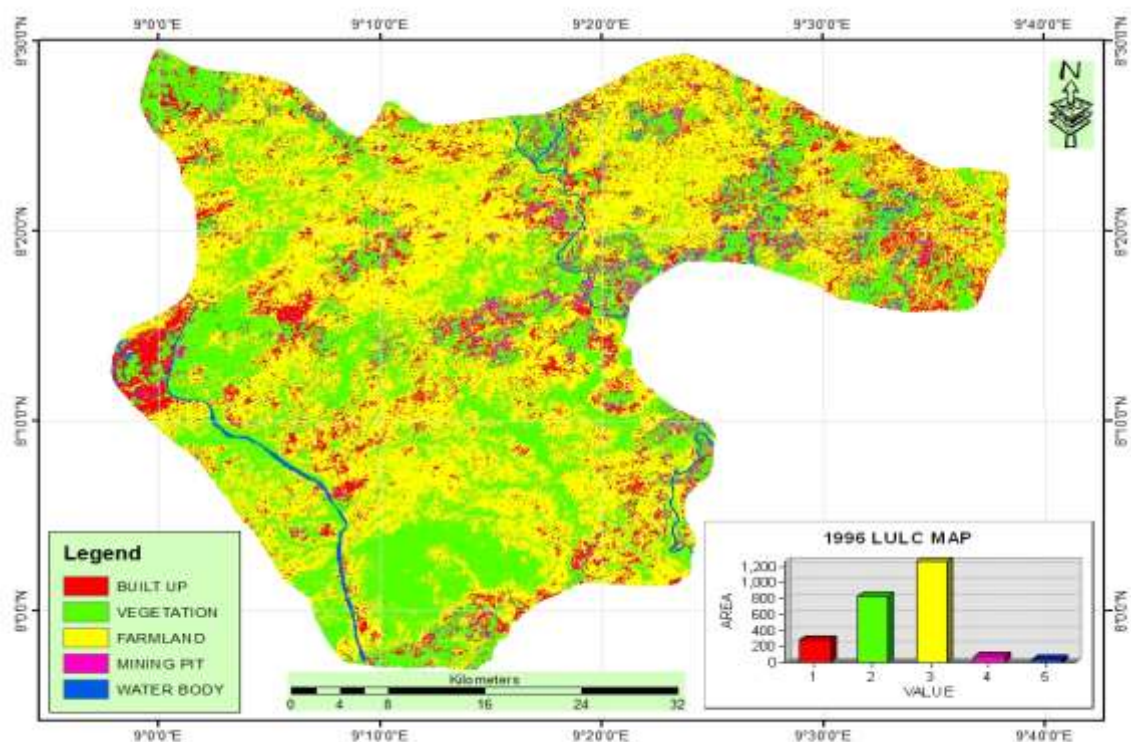 9°0'0"E 9°10'0"E 9°20'0"E 9°30'0"E 9°40'0"E
N
8°30'0"N 8°30'0"N
8°20'0"N 8°20'0"N
8°10'0"N 8°10'0"N
8°0'0"N 8°0'0"N
Legend
BUILT UP
VEGETATION
FARMLAND
MINING PIT
WATER BODY
Kilometers
0 4 8 16 24 32
1996 LULC MAP
AREA
1,200
1,000
800
600
400
200
0
1 2 3 4 5
VALUE
9°0'0"E 9°10'0"E 9°20'0"E 9°30'0"E 9°40'0"E